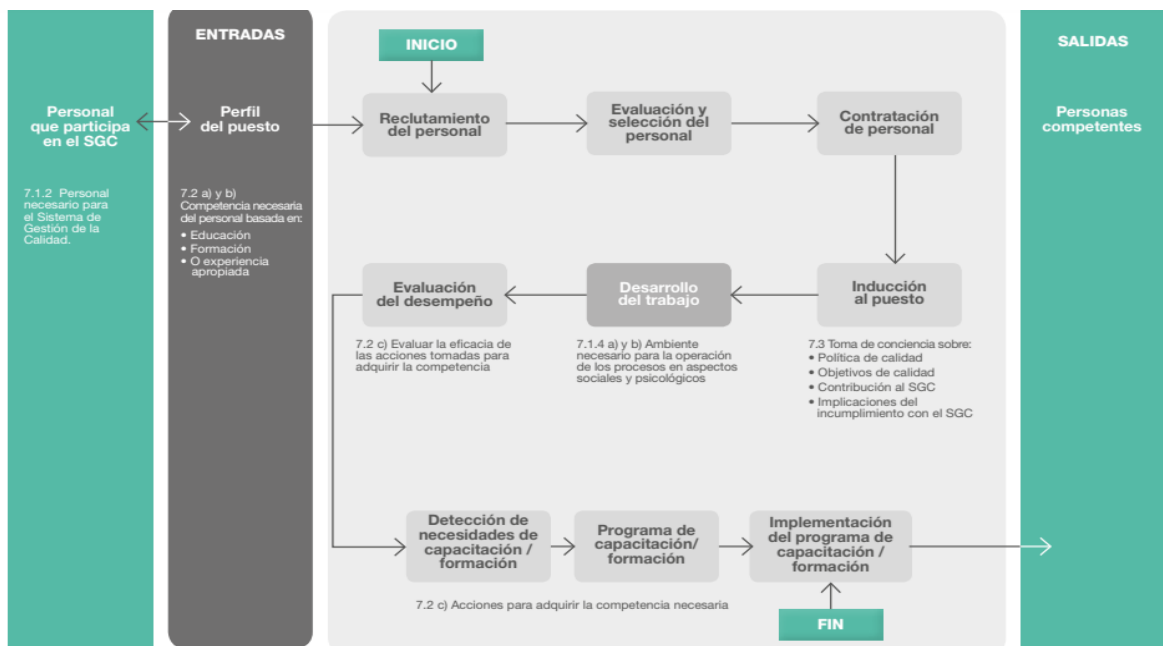 Personal
que participa
en el SGC
7.1.2 Personal
necesario para
el Sistema de
Gestión de la
Calidad.
ENTRADAS
Perfil
del puesto
7.2 a) y b)
Competencia necesaria
del personal basada en:
• Educación
• Formación
• O experiencia
apropiada
INICIO
Reclutamiento
del personal
Evaluación y
selección del
personal
Contratación
de personal
Evaluación
del desempeño
7.2 c) Evaluar la eficacia de
las acciones tomadas para
adquirir la competencia
Desarrollo
del trabajo
7.1.4 a) y b) Ambiente
necesario para la operación
de los procesos en aspectos
sociales y psicológicos
Inducción
al puesto
7.3 Toma de conciencia sobre:
• Política de calidad
• Objetivos de calidad
• Contribución al SGC
• Implicaciones del
incumplimiento con el SGC
Detección de
necesidades de
capacitación /
formación
Programa de
capacitación/
formación
Implementación
del programa de
capacitación /
formación
7.2 c) Acciones para adquirir la competencia necesaria
FIN
SALIDAS
Personas
competentes